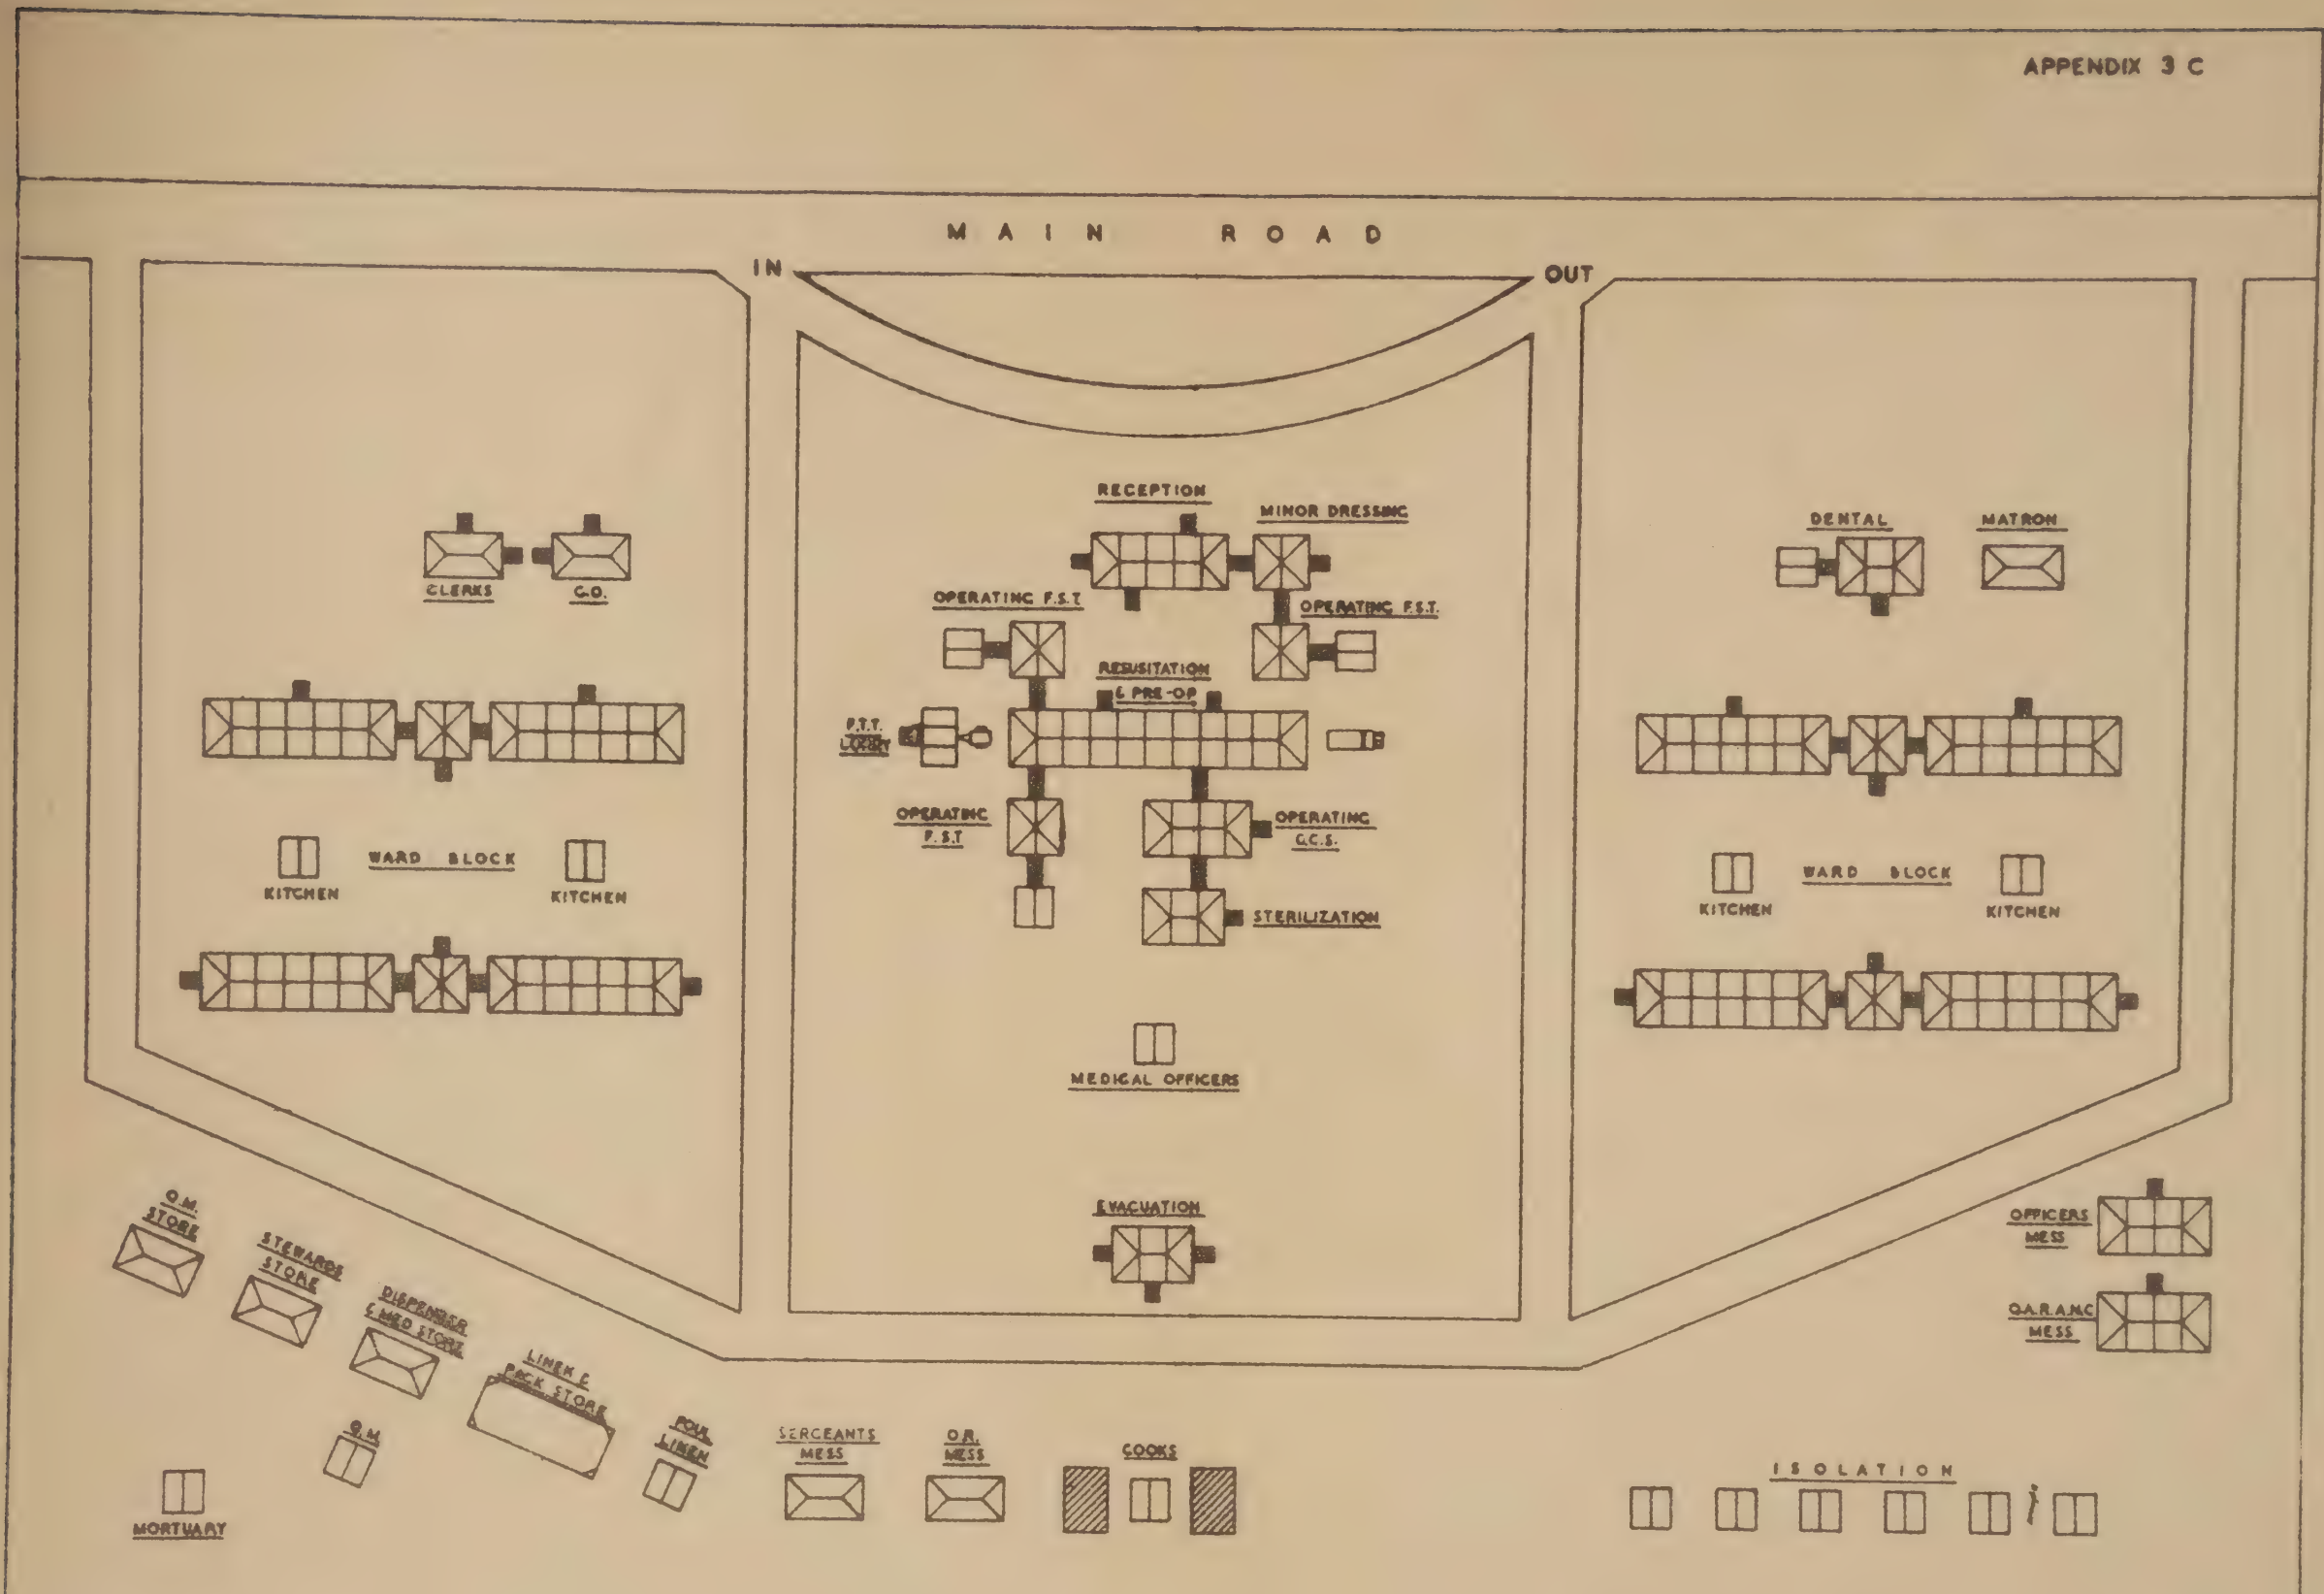 APPENDIX 3 C
MAIN ROAD
IN
OUT
RECEPTION
MINOR DRESSING
DENTAL
MATRON
CLERKS
C.O.
OPERATING F.S.T.
OPERATING F.S.T.
RESUSITATION
& PRE-OP
F.T.T.
LORRY
OPERATING
F.S.T
OPERATING
C.C.S.
WARD BLOCK
KITCHEN
KITCHEN
WARD BLOCK
KITCHEN
KITCHEN
STERILIZATION
MEDICAL OFFICERS
EVACUATION
Q.M.
STORE
STEWARDS
STORE
DISPENSER
& MED STORE
LINEN &
PACK STORE
Q.M.
FOUL
LINEN
SERGEANTS
MESS
O.R.
MESS
COOKS
MORTUARY
OFFICERS
MESS
Q.A.R.A.N.C
MESS
ISOLATION